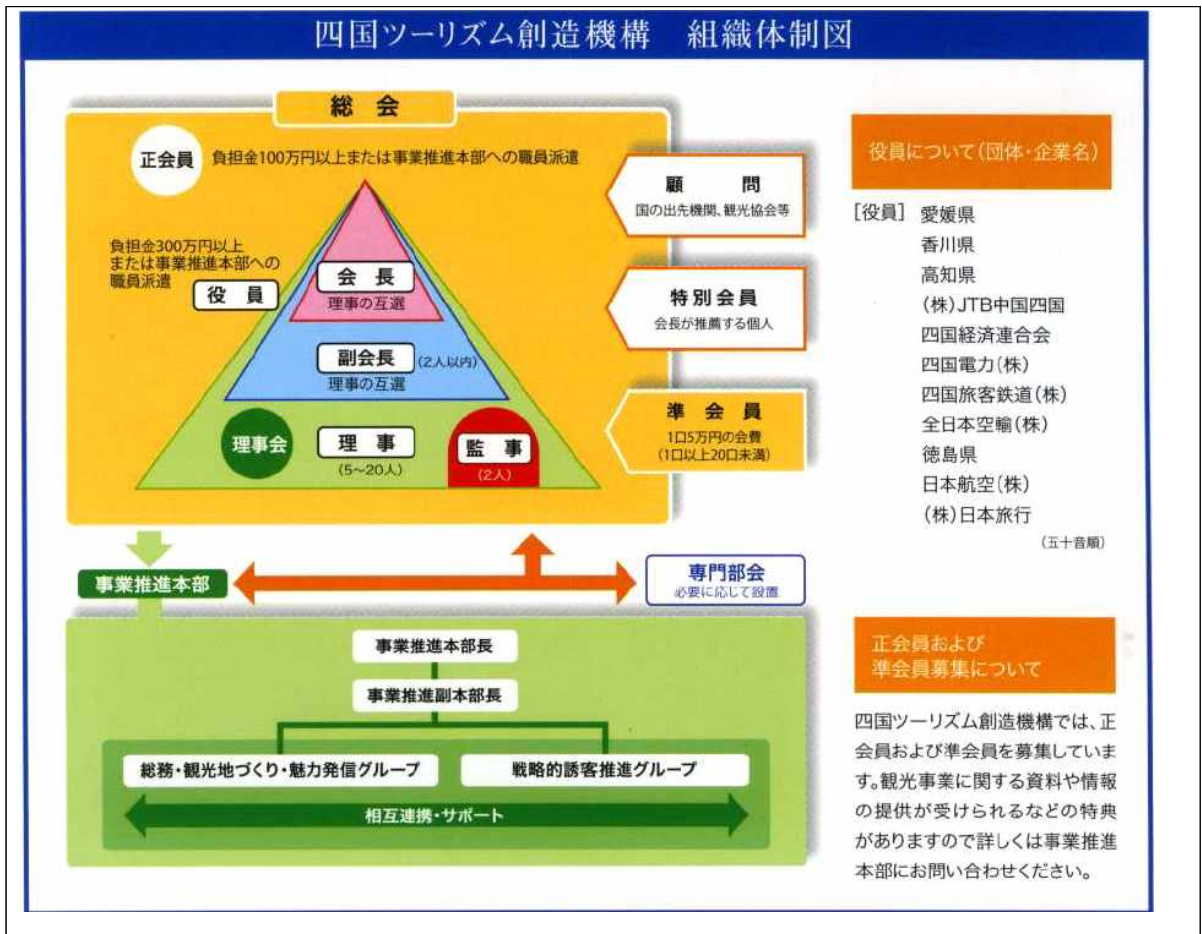 四国ツーリズム創造機構　組織体制図
総　会
正会員
負担金100万円以上または事業推進本部への職員派遣
負担金300万円以上
または事業推進本部への
職員派遣
役　員
会　長
理事の互選
副会長
(2人以内)
理事の互選
理事会
理　事
(5〜20人)
監　事
(2人)
顧　問
国の出先機関、観光協会等
特別会員
会長が推薦する個人
準会員
1口5万円の会費
(1口以上20口未満)
事業推進本部
専門部会
必要に応じて設置
事業推進本部長
事業推進副本部長
総務・観光地づくり・魅力発信グループ
戦略的誘客推進グループ
相互連携・サポート
役員について(団体・企業名)
[役員] 愛媛県
香川県
高知県
(株)JTB中国四国
四国経済連合会
四国電力(株)
四国旅客鉄道(株)
全日本空輸(株)
徳島県
日本航空(株)
(株)日本旅行
(五十音順)
正会員および
準会員募集について
四国ツーリズム創造機構では、正
会員および準会員を募集していま
す。観光事業に関する資料や情報
の提供が受けられるなどの特典
がありますので詳しくは事業推進
本部にお問い合わせください。